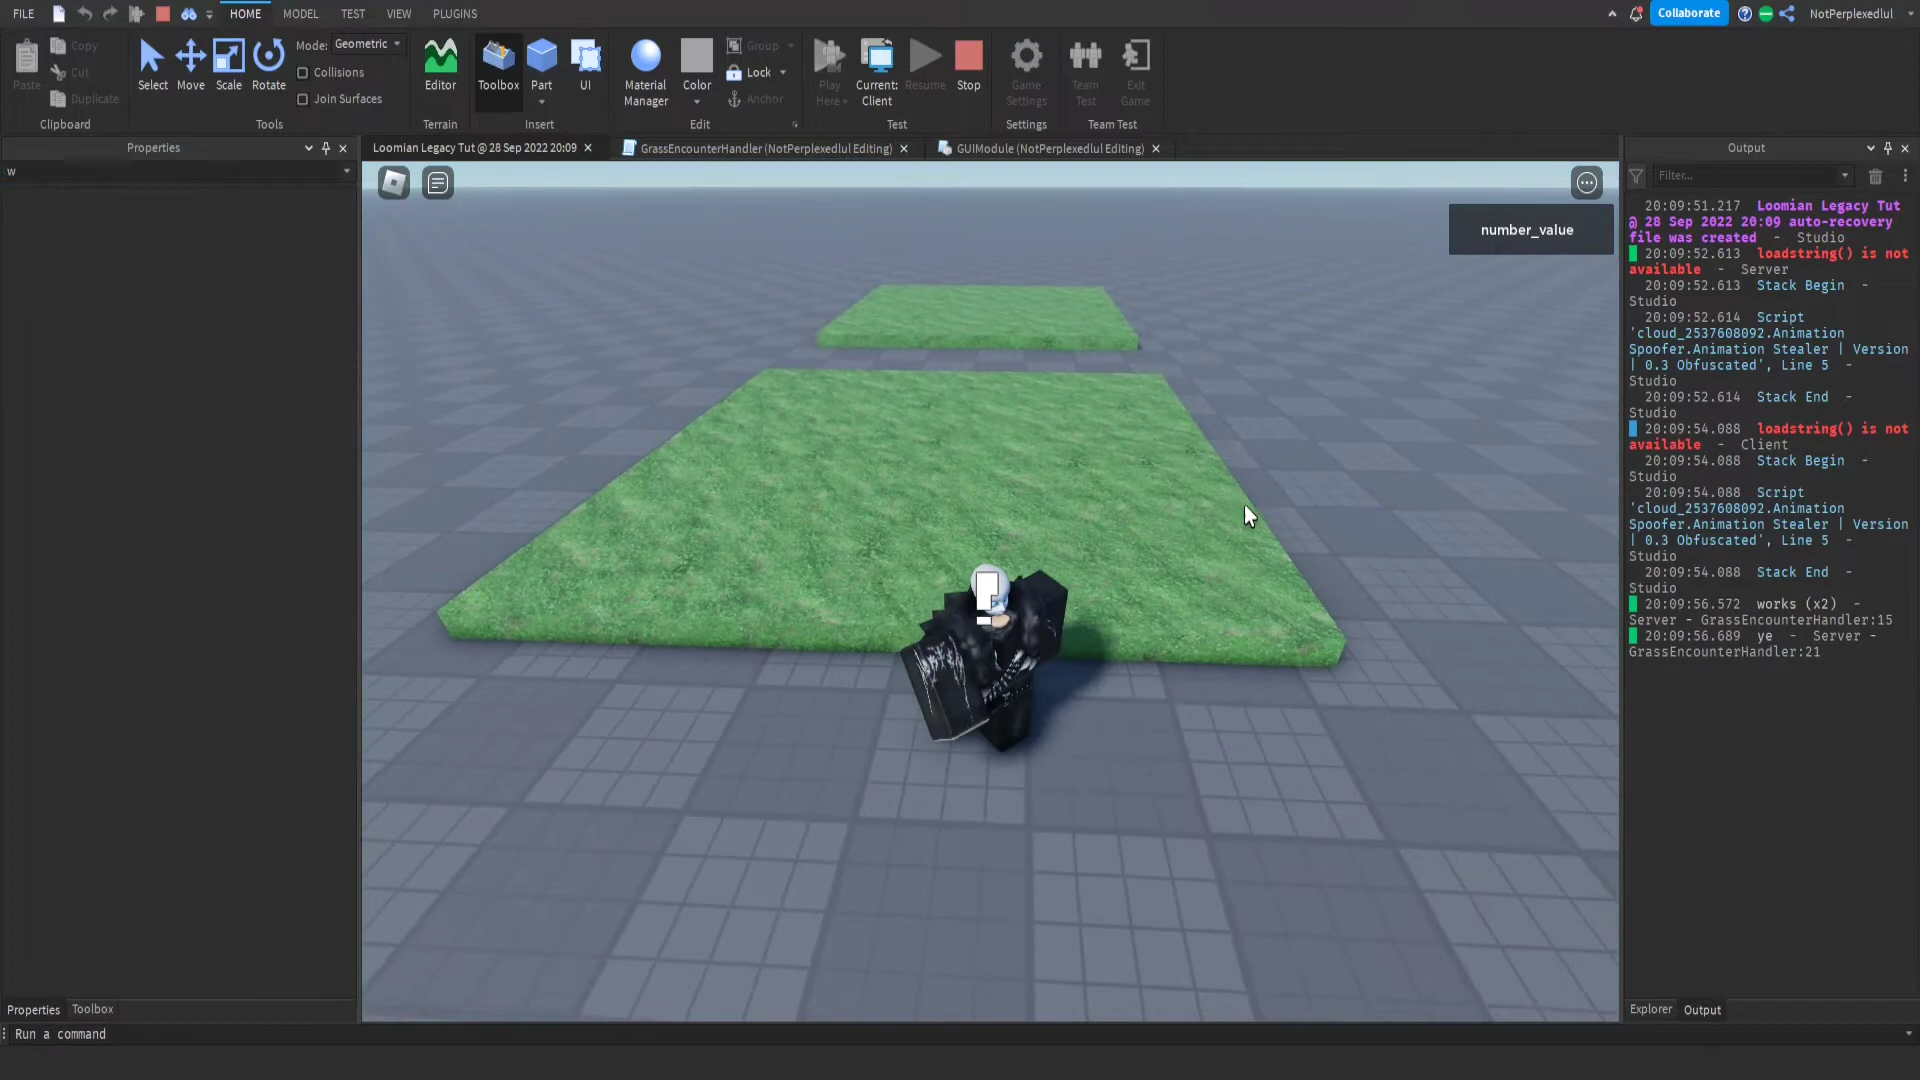 FILE
HOME
MODEL
TEST
VIEW
PLUGINS
Collaborate
NotPerplexedlul
Paste
Copy
Cut
Duplicate
Clipboard
Select
Move
Scale
Rotate
Mode: Geometric
Collisions
Join Surfaces
Tools
Editor
Terrain
Toolbox
Part
UI
Insert
Material
Manager
Color
Group
Lock
Anchor
Edit
Play
Here
Current:
Client
Resume
Stop
Test
Game
Settings
Settings
Team
Test
Exit
Game
Team Test
Properties
w
Loomian Legacy Tut @ 28 Sep 2022 20:09
GrassEncounterHandler (NotPerplexedlul Editing)
GUIModule (NotPerplexedlul Editing)
number_value
!
Output
Filter...
20:09:51.217 Loomian Legacy Tut
@ 28 Sep 2022 20:09 auto-recovery
file was created - Studio
20:09:52.613 loadstring() is not
available - Server
20:09:52.613 Stack Begin -
Studio
20:09:52.614 Script
'cloud_2537608092.Animation
Spoofer.Animation Stealer | Version
| 0.3 Obfuscated', Line 5 -
Studio
20:09:52.614 Stack End -
Studio
20:09:54.088 loadstring() is not
available - Client
20:09:54.088 Stack Begin -
Studio
20:09:54.088 Script
'cloud_2537608092.Animation
Spoofer.Animation Stealer | Version
| 0.3 Obfuscated', Line 5 -
Studio
20:09:54.088 Stack End -
Studio
20:09:56.572 works (x2) -
Server - GrassEncounterHandler:15
20:09:56.689 ye - Server -
GrassEncounterHandler:21
Properties
Toolbox
Explorer
Output
Run a command